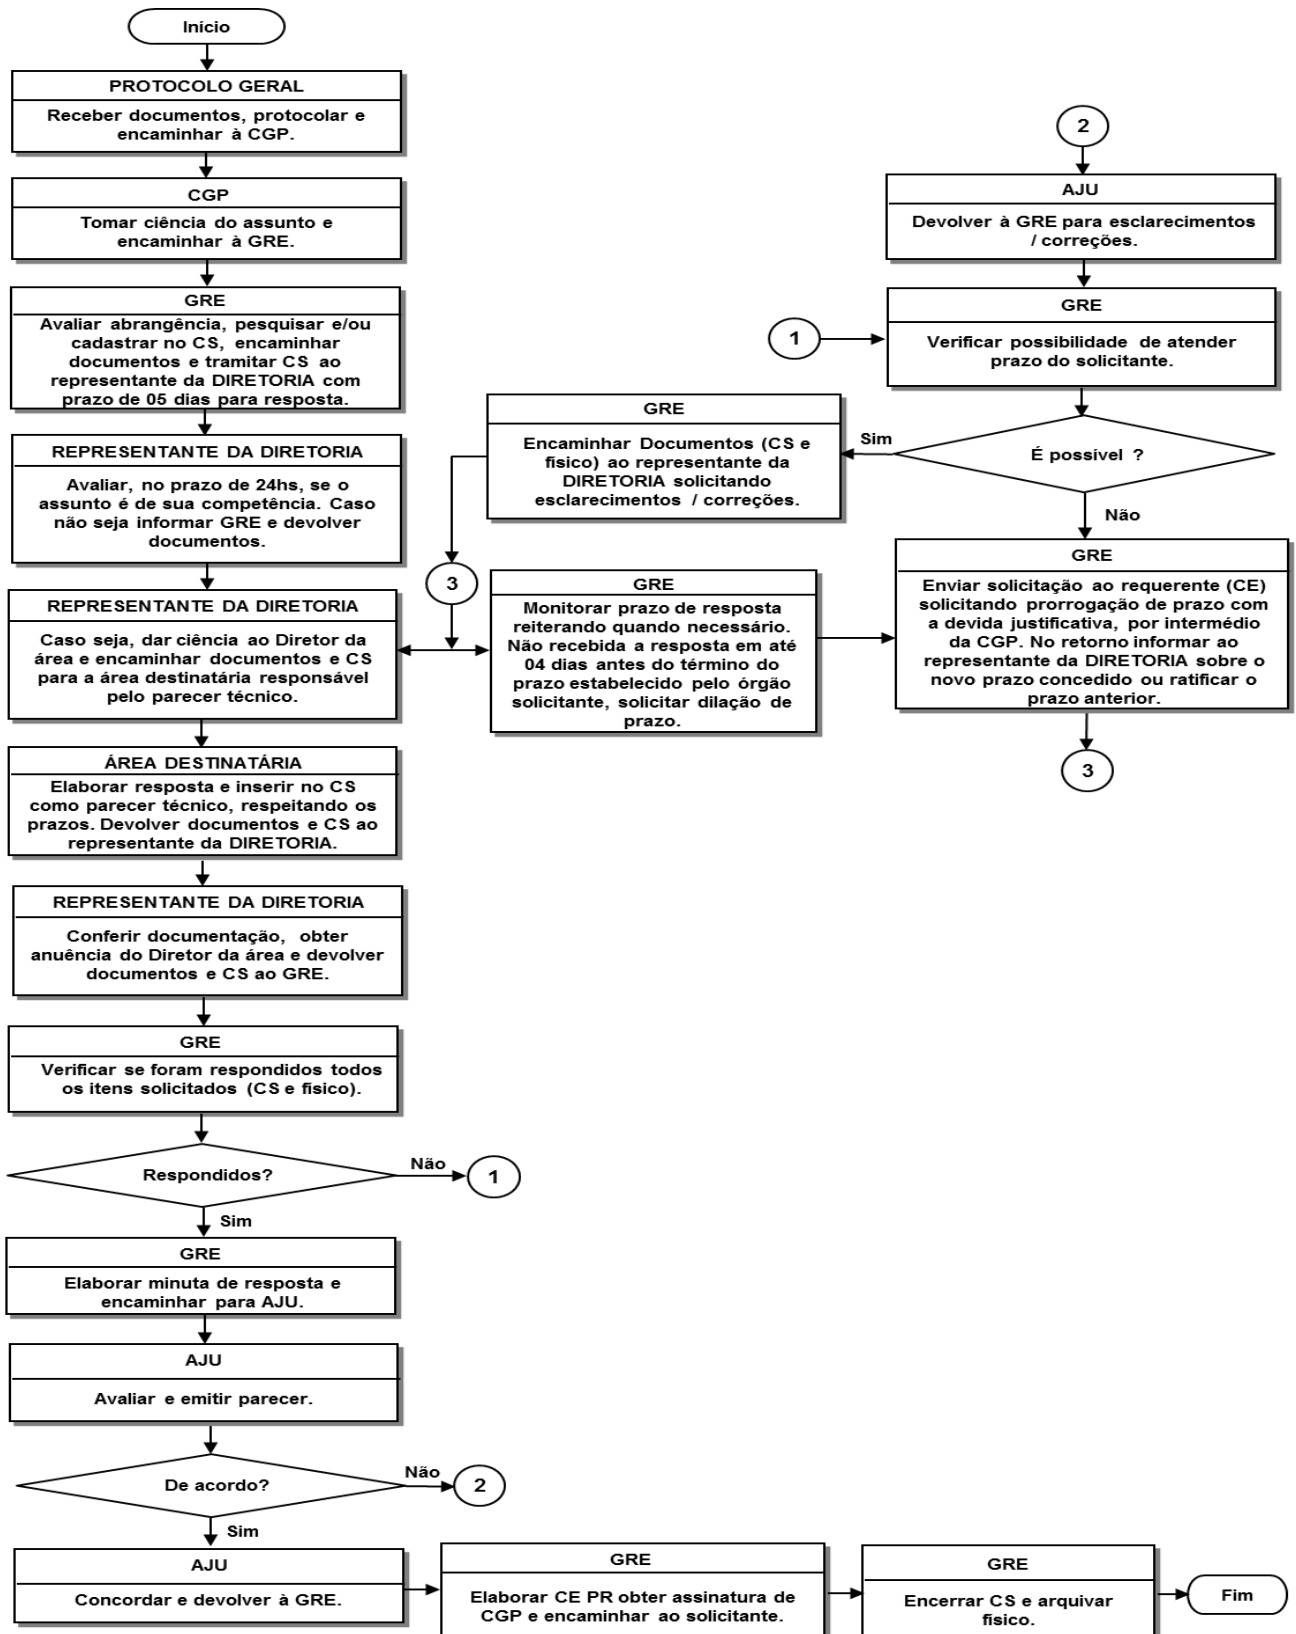 Início
PROTOCOLO GERAL
Receber documentos, protocolar e
encaminhar à CGP.
CGP
Tomar ciência do assunto e
encaminhar à GRE.
GRE
Avaliar abrangência, pesquisar e/ou
cadastrar no CS, encaminhar
documentos e tramitar CS ao
representante da DIRETORIA com
prazo de 05 dias para resposta.
REPRESENTANTE DA DIRETORIA
Avaliar, no prazo de 24hs, se o
assunto é de sua competência. Caso
não seja informar GRE e devolver
documentos.
REPRESENTANTE DA DIRETORIA
Caso seja, dar ciência ao Diretor da
área e encaminhar documentos e CS
para a área destinatária responsável
pelo parecer técnico.
ÁREA DESTINATÁRIA
Elaborar resposta e inserir no CS
como parecer técnico, respeitando os
prazos. Devolver documentos e CS ao
representante da DIRETORIA.
REPRESENTANTE DA DIRETORIA
Conferir documentação, obter
anuência do Diretor da área e devolver
documentos e CS ao GRE.
GRE
Verificar se foram respondidos todos
os itens solicitados (CS e físico).
Respondidos?
Não
1
Sim
GRE
Elaborar minuta de resposta e
encaminhar para AJU.
AJU
Avaliar e emitir parecer.
De acordo?
Não
2
Sim
AJU
Concordar e devolver à GRE.
GRE
Elaborar CE PR obter assinatura de
CGP e encaminhar ao solicitante.
GRE
Encerrar CS e arquivar
físico.
Fim
2
AJU
Devolver à GRE para esclarecimentos
/ correções.
1
GRE
Verificar possibilidade de atender
prazo do solicitante.
É possível ?
Sim
GRE
Encaminhar Documentos (CS e
físico) ao representante da
DIRETORIA solicitando
esclarecimentos / correções.
3
GRE
Monitorar prazo de resposta
reiterando quando necessário.
Não recebida a resposta em até
04 dias antes do término do
prazo estabelecido pelo órgão
solicitante, solicitar dilação de
prazo.
Não
GRE
Enviar solicitação ao requerente (CE)
solicitando prorrogação de prazo com
a devida justificativa, por intermédio
da CGP. No retorno informar ao
representante da DIRETORIA sobre o
novo prazo concedido ou ratificar o
prazo anterior.
3